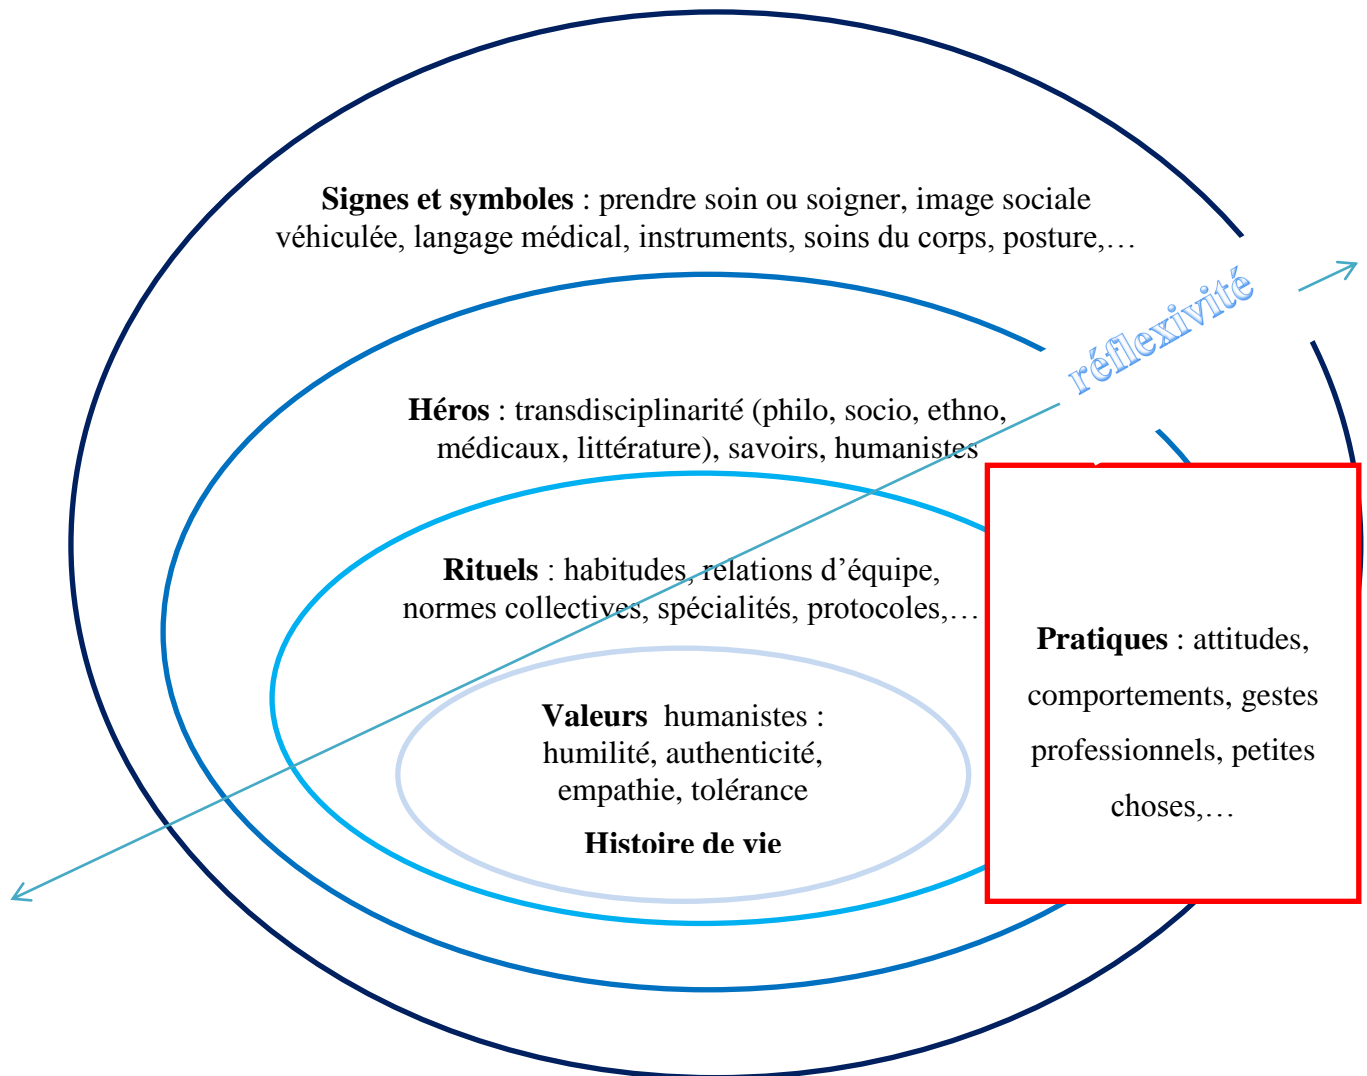 Signes et symboles : prendre soin ou soigner, image sociale
véhiculée, langage médical, instruments, soins du corps, posture,…
réflexivité
Héros : transdisciplinarité (philo, socio, ethno,
médicaux, littérature), savoirs, humanistes
Rituels : habitudes, relations d’équipe,
normes collectives, spécialités, protocoles,…
Pratiques : attitudes,
comportements, gestes
professionnels, petites
choses,…
Valeurs humanistes :
humilité, authenticité,
empathie, tolérance
Histoire de vie